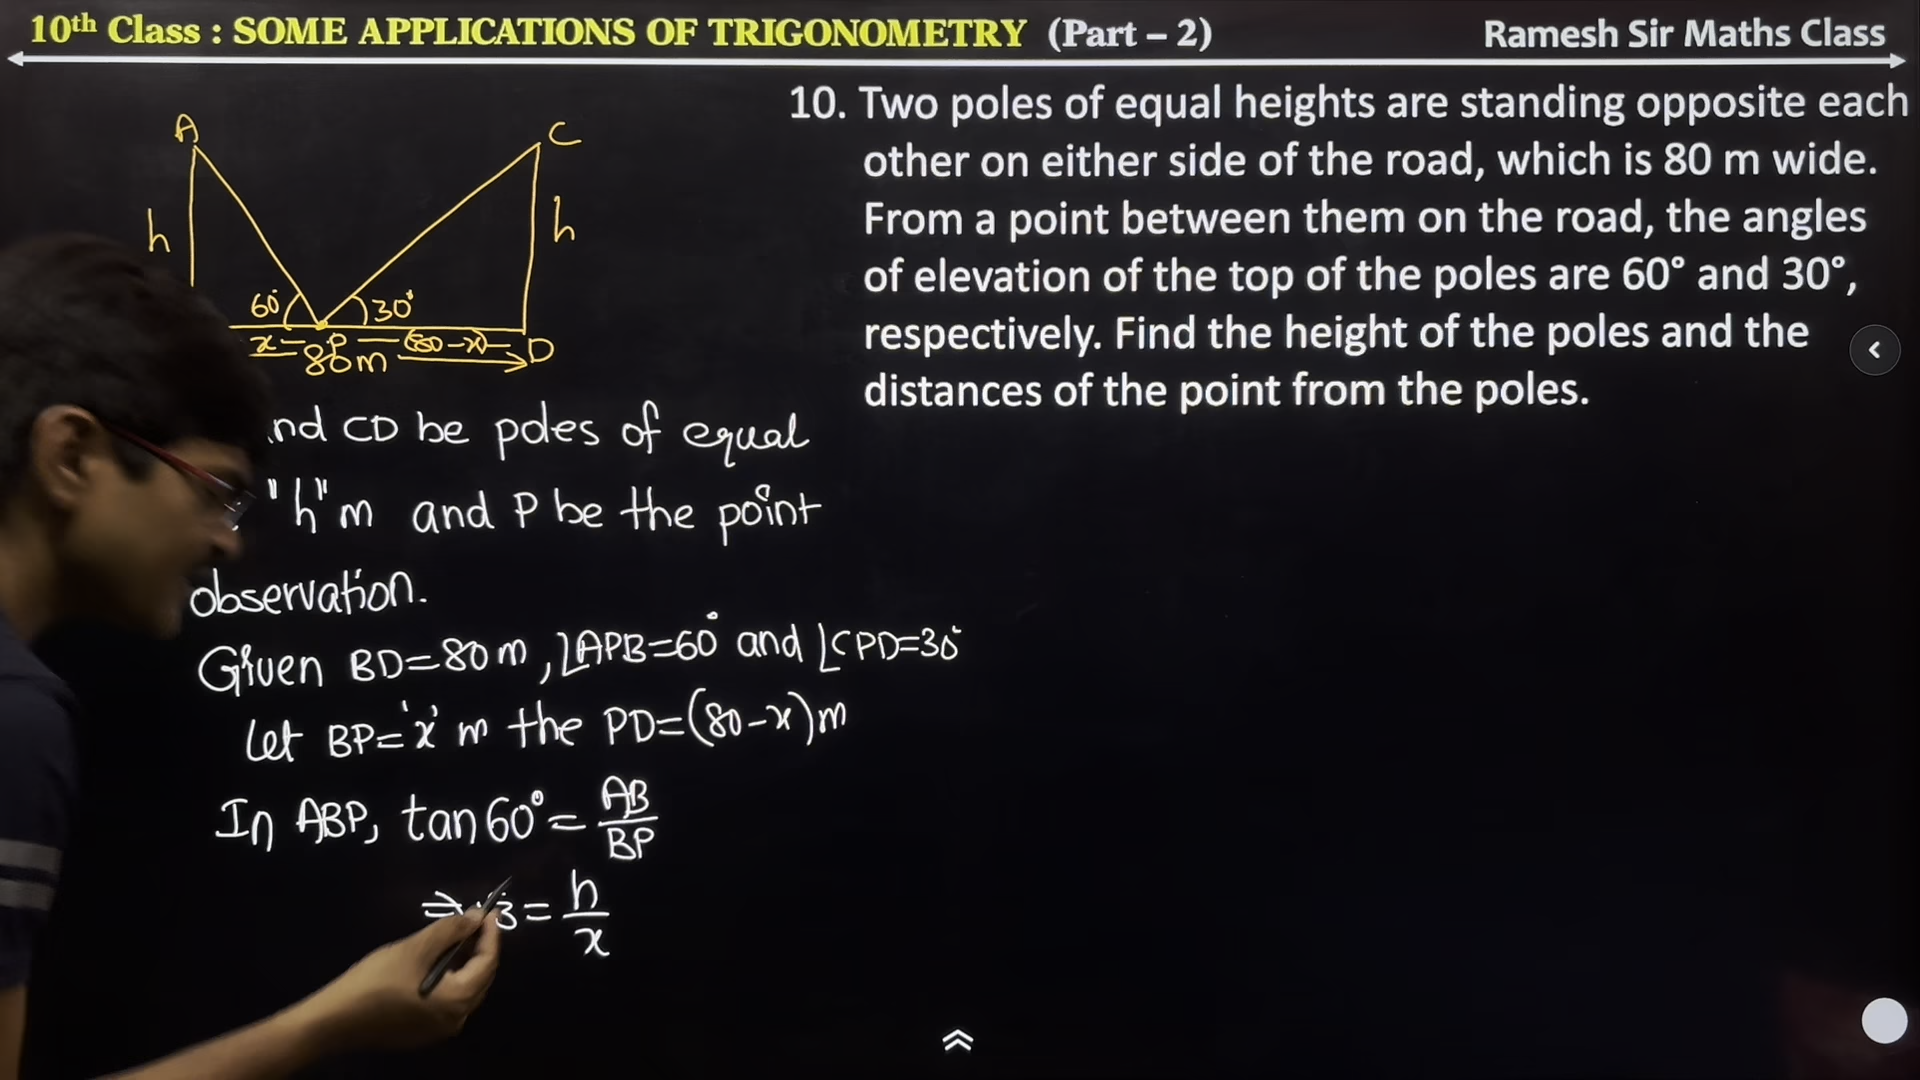 10th Class : SOME APPLICATIONS OF TRIGONOMETRY (Part – 2)
Ramesh Sir Maths Class
10. Two poles of equal heights are standing opposite each
other on either side of the road, which is 80 m wide.
From a point between them on the road, the angles
of elevation of the top of the poles are 60° and 30°,
respectively. Find the height of the poles and the
distances of the point from the poles.
A
C
h
h
60°
30°
x
P
(80-x)
D
80m
CD be poles of equal
"h" m and P be the point
observation.
Given BD=80m, ∠APB=60° and ∠CPD=30°
Let BP='x' m the PD=(80-x)m
In ABP, tan60°= AB/BP
⇒ √3 = h/x